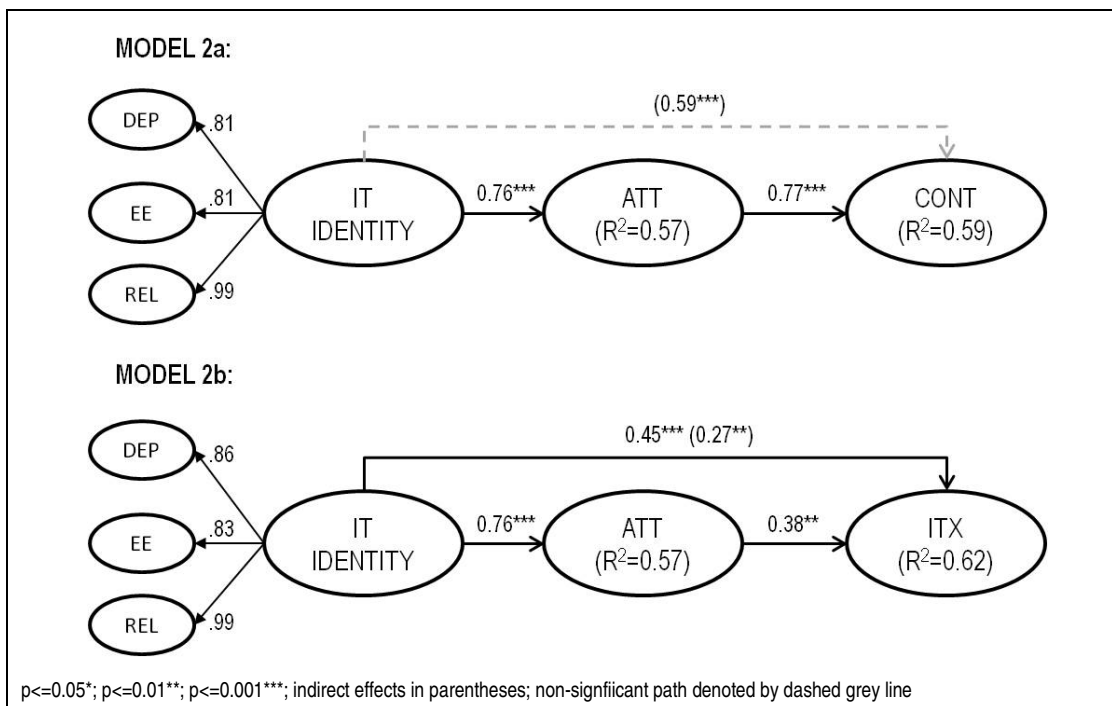 MODEL 2a:
(0.59***)
DEP
.81
EE
.81
REL
.99
IT
IDENTITY
0.76***
ATT
(R²=0.57)
0.77***
CONT
(R²=0.59)
MODEL 2b:
0.45*** (0.27**)
DEP
.86
EE
.83
REL
.99
IT
IDENTITY
0.76***
ATT
(R²=0.57)
0.38**
ITX
(R²=0.62)
p<=0.05*; p<=0.01**; p<=0.001***; indirect effects in parentheses; non-signfiicant path denoted by dashed grey line